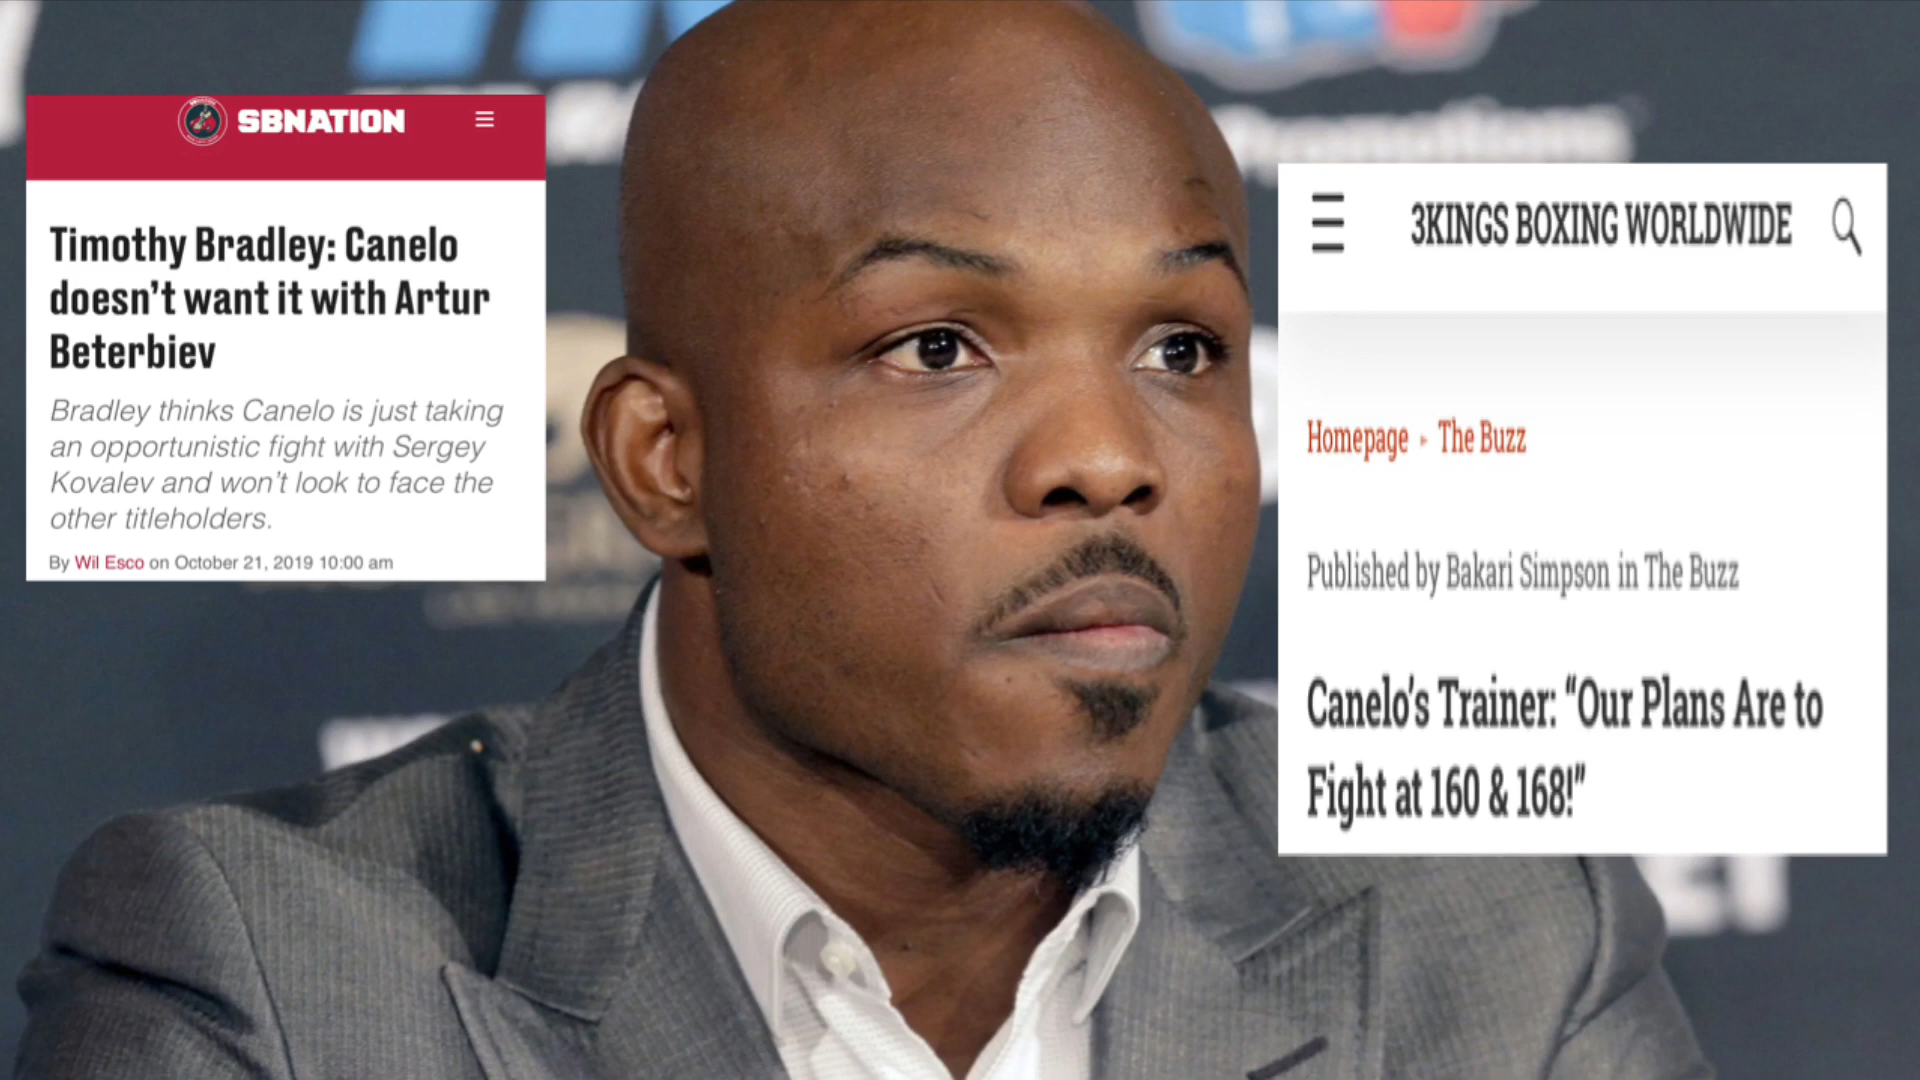 SBNATION
Timothy Bradley: Canelo
doesn't want it with Artur
Beterbiev
Bradley thinks Canelo is just taking
an opportunistic fight with Sergey
Kovalev and won't look to face the
other titleholders.
By Wil Esco on October 21, 2019 10:00 am
3KINGS BOXING WORLDWIDE
Homepage ▸ The Buzz
Published by Bakari Simpson in The Buzz
Canelo's Trainer: “Our Plans Are to
Fight at 160 & 168!”